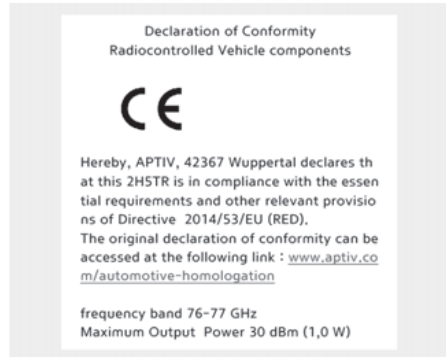 Declaration of Conformity
Radiocontrolled Vehicle components
CE
Hereby, APTIV, 42367 Wuppertal declares th
at this 2H5TR is in compliance with the essen
tial requirements and other relevant provisio
ns of Directive 2014/53/EU (RED).
The original declaration of conformity can be
accessed at the following link : www.aptiv.co
m/automotive-homologation
frequency band 76-77 GHz
Maximum Output Power 30 dBm (1,0 W)